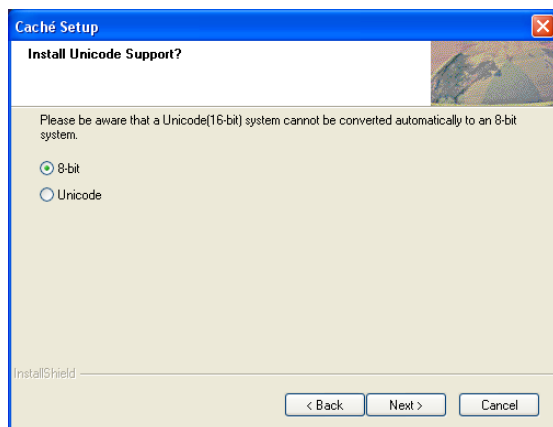 Caché Setup
Install Unicode Support?
Please be aware that a Unicode(16-bit) system cannot be converted automatically to an 8-bit
system.
8-bit
Unicode
InstallShield
< Back Next > Cancel